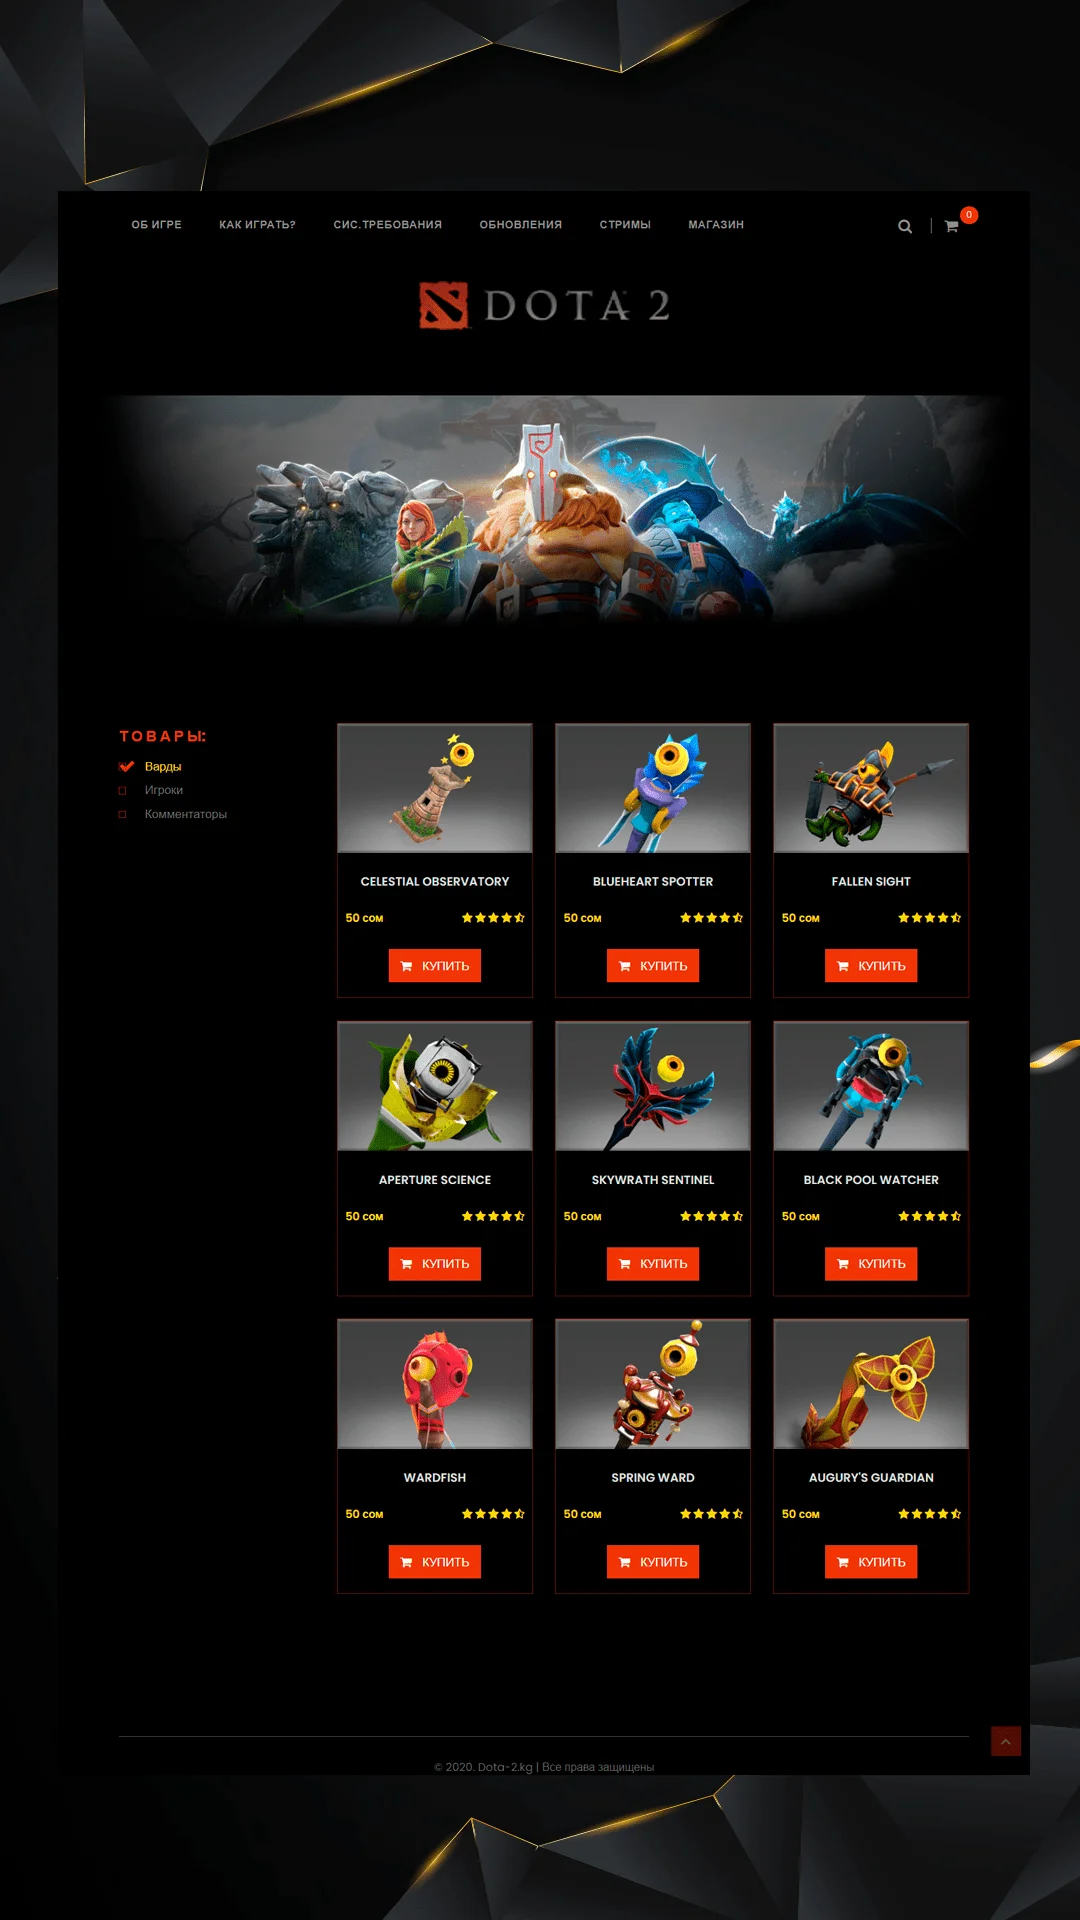 ОБ ИГРЕ КАК ИГРАТЬ? СИС.ТРЕБОВАНИЯ ОБНОВЛЕНИЯ СТРИМЫ МАГАЗИН 0
DOTA 2
ТОВАРЫ:
Варды
Игроки
Комментаторы
CELESTIAL OBSERVATORY BLUEHEART SPOTTER FALLEN SIGHT
50 сом 50 сом 50 сом
КУПИТЬ КУПИТЬ КУПИТЬ
APERTURE SCIENCE SKYWRATH SENTINEL BLACK POOL WATCHER
50 сом 50 сом 50 сом
КУПИТЬ КУПИТЬ КУПИТЬ
WARDFISH SPRING WARD AUGURY'S GUARDIAN
50 сом 50 сом 50 сом
КУПИТЬ КУПИТЬ КУПИТЬ
© 2020. Dota-2.kg | Все права защищены